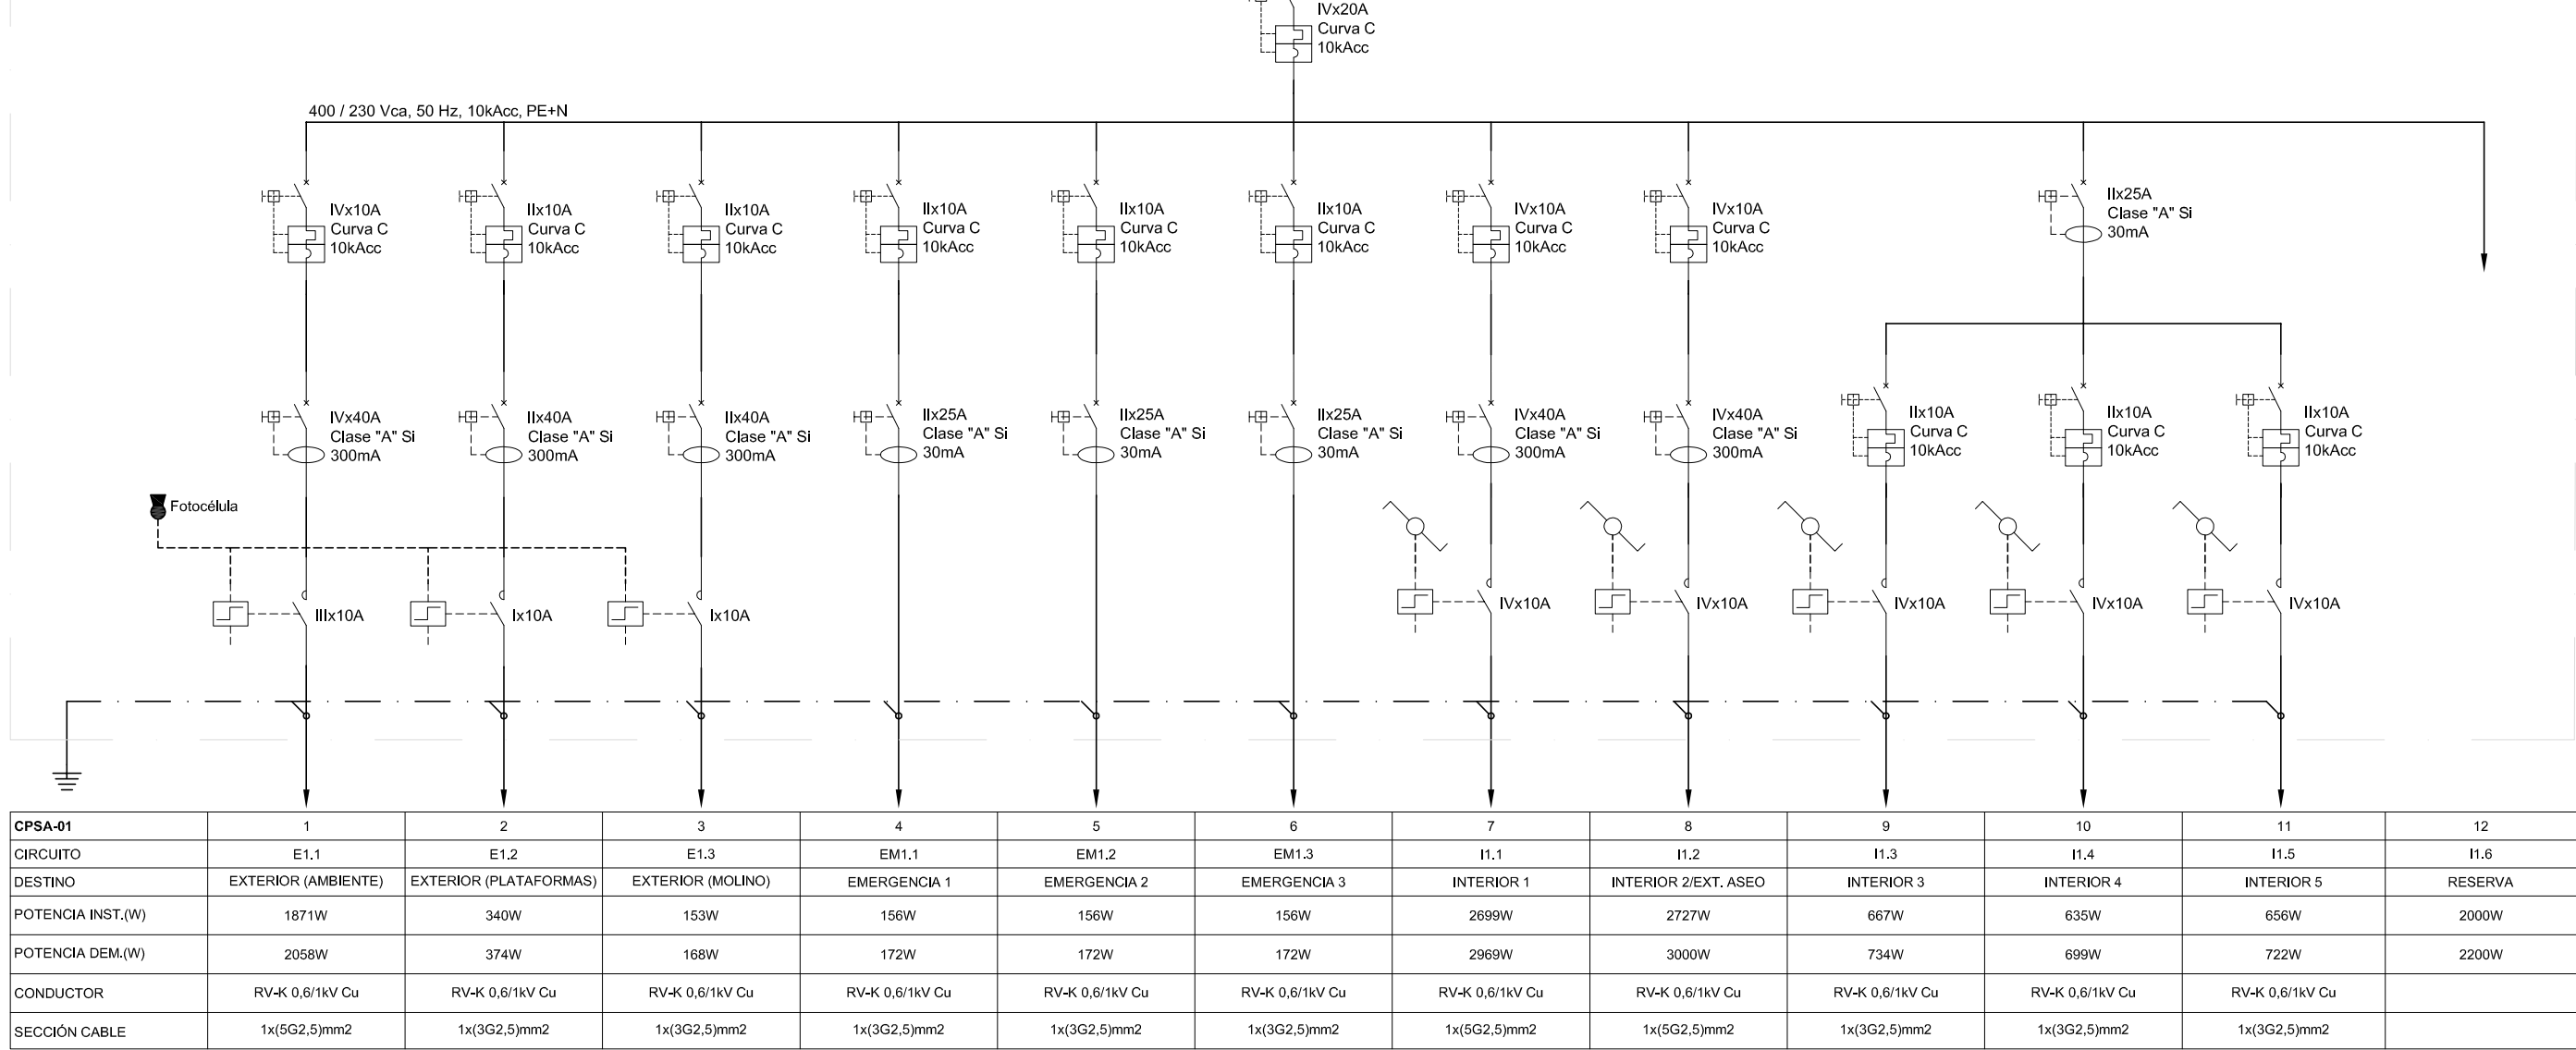 IVx20A
Curva C
10kAcc
400 / 230 Vca, 50 Hz, 10kAcc, PE+N
IVx10A
Curva C
10kAcc
IIx10A
Curva C
10kAcc
IIx10A
Curva C
10kAcc
IIx10A
Curva C
10kAcc
IIx10A
Curva C
10kAcc
IIx10A
Curva C
10kAcc
IVx10A
Curva C
10kAcc
IVx10A
Curva C
10kAcc
IIx25A
Clase "A" Si
30mA
IVx40A
Clase "A" Si
300mA
IIx40A
Clase "A" Si
300mA
IIx40A
Clase "A" Si
300mA
IIx25A
Clase "A" Si
30mA
IIx25A
Clase "A" Si
30mA
IIx25A
Clase "A" Si
30mA
IVx40A
Clase "A" Si
300mA
IVx40A
Clase "A" Si
300mA
IIx10A
Curva C
10kAcc
IIx10A
Curva C
10kAcc
IIx10A
Curva C
10kAcc
Fotocélula
IIIx10A
Ix10A
Ix10A
IVx10A
IVx10A
IVx10A
IVx10A
IVx10A
CPSA-01 1 2 3 4 5 6 7 8 9 10 11 12
CIRCUITO E1.1 E1.2 E1.3 EM1.1 EM1.2 EM1.3 I1.1 I1.2 I1.3 I1.4 I1.5 I1.6
DESTINO EXTERIOR (AMBIENTE) EXTERIOR (PLATAFORMAS) EXTERIOR (MOLINO) EMERGENCIA 1 EMERGENCIA 2 EMERGENCIA 3 INTERIOR 1 INTERIOR 2/EXT. ASEO INTERIOR 3 INTERIOR 4 INTERIOR 5 RESERVA
POTENCIA INST.(W) 1871W 340W 153W 156W 156W 156W 2699W 2727W 667W 635W 656W 2000W
POTENCIA DEM.(W) 2058W 374W 168W 172W 172W 172W 2969W 3000W 734W 699W 722W 2200W
CONDUCTOR RV-K 0,6/1kV Cu RV-K 0,6/1kV Cu RV-K 0,6/1kV Cu RV-K 0,6/1kV Cu RV-K 0,6/1kV Cu RV-K 0,6/1kV Cu RV-K 0,6/1kV Cu RV-K 0,6/1kV Cu RV-K 0,6/1kV Cu RV-K 0,6/1kV Cu RV-K 0,6/1kV Cu
SECCIÓN CABLE 1x(5G2,5)mm2 1x(3G2,5)mm2 1x(3G2,5)mm2 1x(3G2,5)mm2 1x(3G2,5)mm2 1x(3G2,5)mm2 1x(5G2,5)mm2 1x(5G2,5)mm2 1x(3G2,5)mm2 1x(3G2,5)mm2 1x(3G2,5)mm2